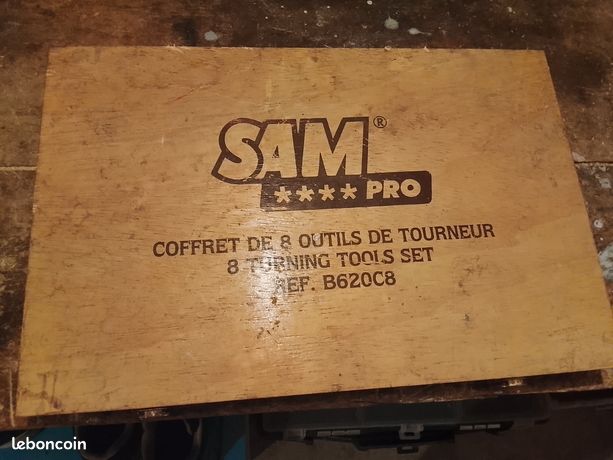 SAM®
**** PRO
COFFRET DE 8 OUTILS DE TOURNEUR
8 TURNING TOOLS SET
REF. B620C8
leboncoin